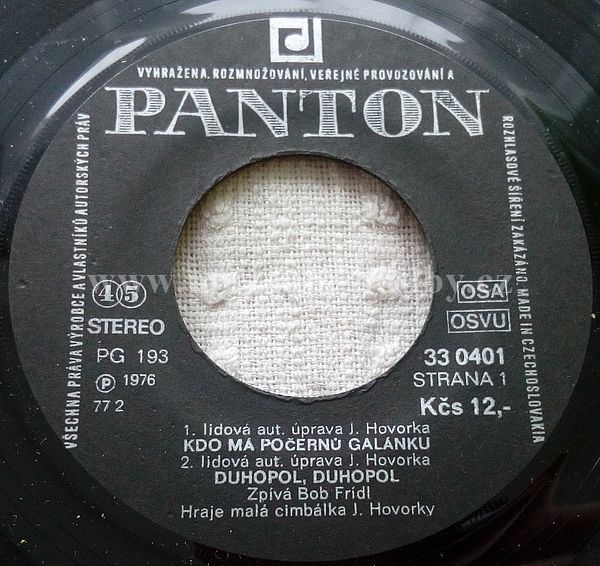 VŠECHNA PRÁVA VÝROBCE A VLASTNÍKŮ AUTORSKÝCH PRÁV
VYHRAŽENA. ROZMNOŽOVÁNÍ, VEŘEJNÉ PROVOZOVÁNÍ A
ROZHLASOVÉ ŠÍŘENÍ ZAKÁZÁNO. MADE IN CZECHOSLOVAKIA
PANTON
45
STEREO
PG 193
Ⓟ 1976
77 2
OSA
OSVU
33 0401
STRANA 1
Kčs 12,-
1. lidová aut. úprava J. Hovorka
KDO MÁ POČERNÚ GALÁNKU
2. lidová aut. úprava J. Hovorka
DUHOPOL, DUHOPOL
Zpívá Bob Frídl
Hraje malá cimbálka J. Hovorky